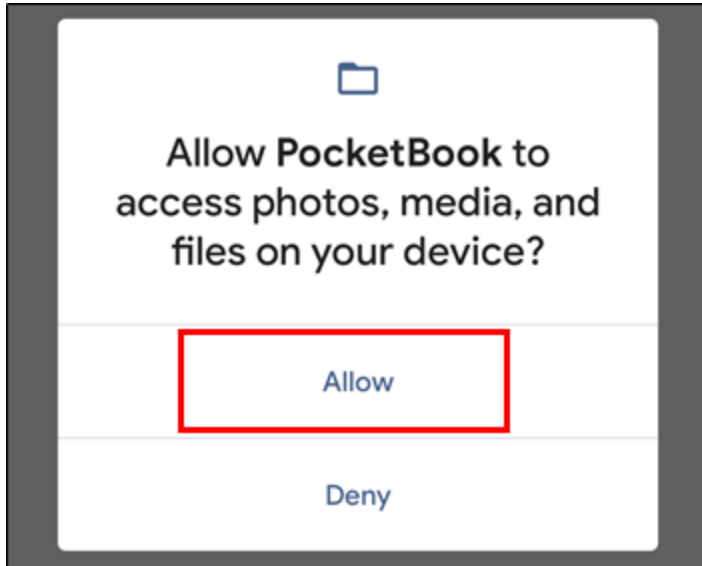 Allow PocketBook to
access photos, media, and
files on your device?
Allow
Deny